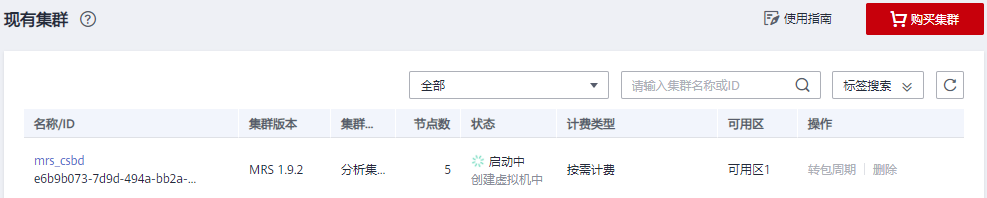 现有集群 ? 使用指南 购买集群
全部 请输入集群名称或ID 标签搜索
名称/ID 集群版本 集群... 节点数 状态 计费类型 可用区 操作
mrs_csbd
e6b9b073-7d9d-494a-bb2a-... MRS 1.9.2 分析集... 5 启动中 按需计费 可用区1 转包周期 删除
创建虚拟机中